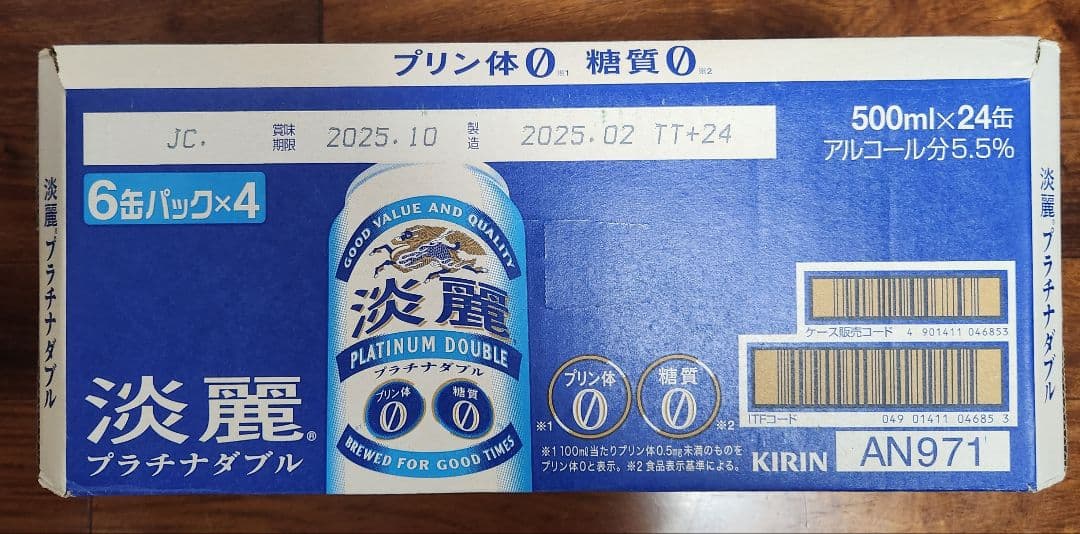 プリン体0※1 糖質0※2
JC. 賞味期限 2025.10 製造 2025.02 TT+24
500ml×24缶
アルコール分5.5%
6缶パック×4
GOOD VALUE AND QUALITY
淡麗
PLATINUM DOUBLE
プラチナダブル
プリン体 0 糖質 0
BREWED FOR GOOD TIMES
淡麗®
プラチナダブル
※1 プリン体 0 糖質 0 ※2
※1 100ml当たりプリン体0.5mg未満のものを
プリン体0と表示。※2 食品表示基準による。
ケース販売コード 4 901411 046853
ITFコード 049 01411 04685 3
KIRIN AN971
淡麗®プラチナダブル
淡麗®プラチナダブル